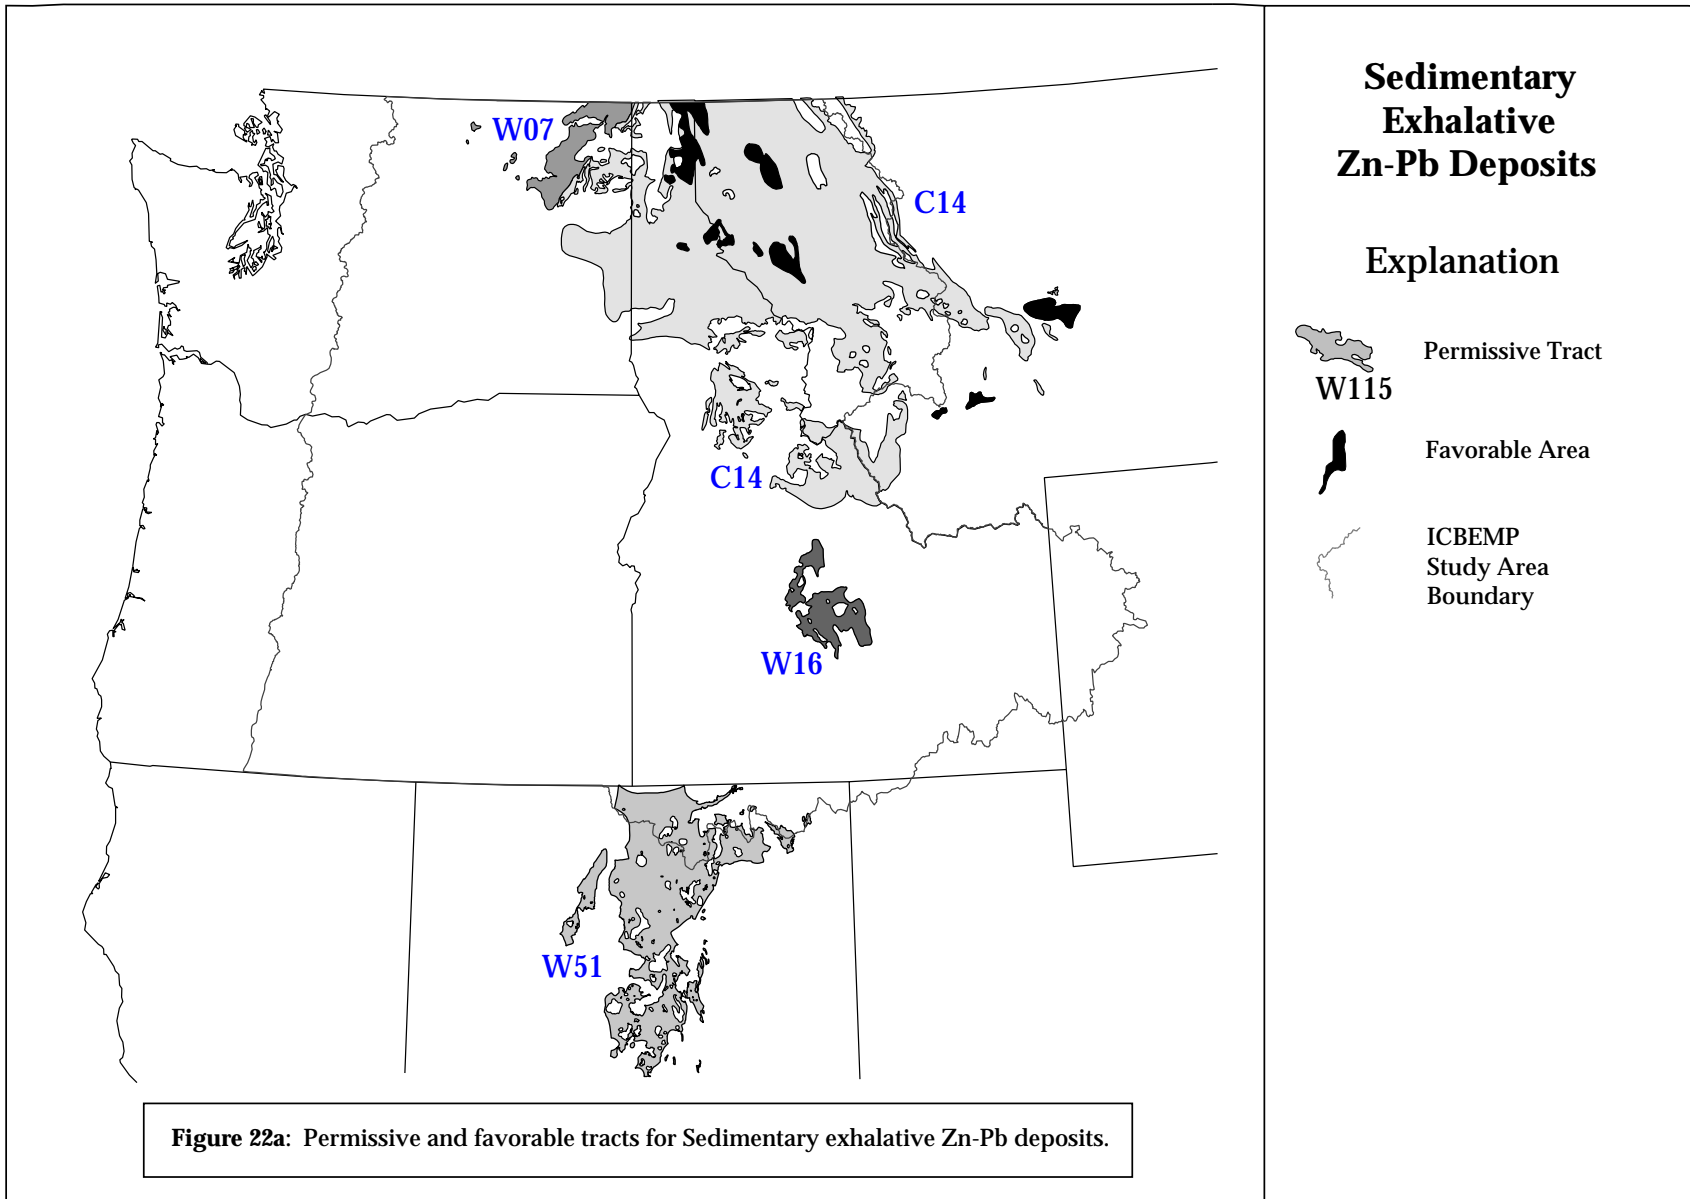 W07
C14
C14
W16
W51
Figure 22a: Permissive and favorable tracts for Sedimentary exhalative Zn-Pb deposits.
Sedimentary
Exhalative
Zn-Pb Deposits
Explanation
Permissive Tract
W115
Favorable Area
ICBEMP
Study Area
Boundary